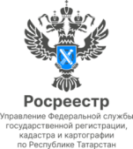 Росреестр
Управление Федеральной службы
государственной регистрации,
кадастра и картографии
по Республике Татарстан